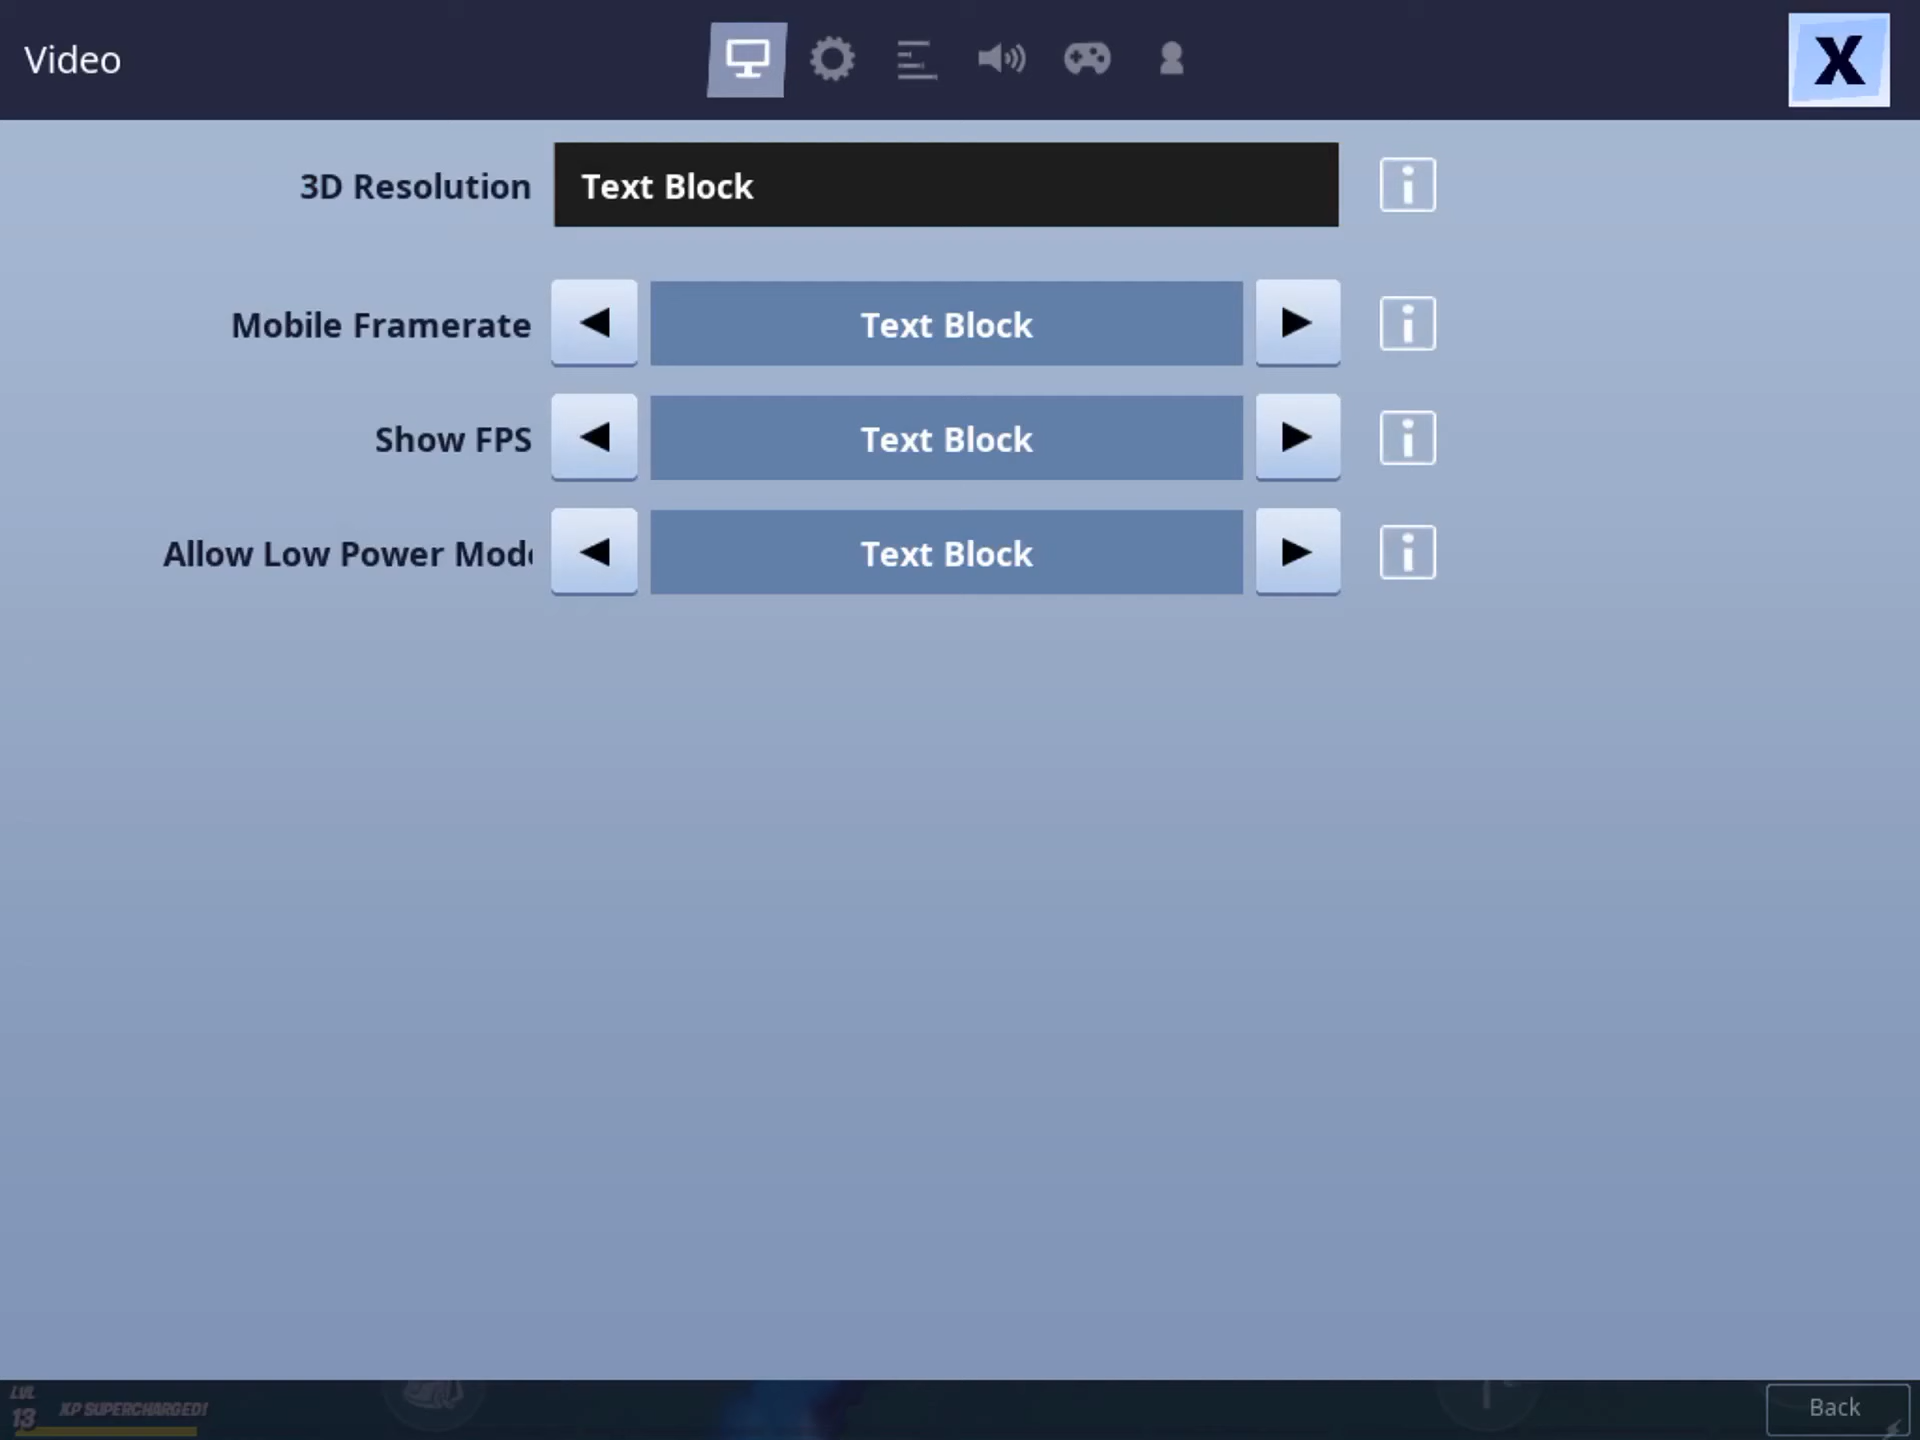 Video
X
3D Resolution Text Block
Mobile Framerate Text Block
Show FPS Text Block
Allow Low Power Mod
Text Block
LVL
13 XP SUPERCHARGED!
Back